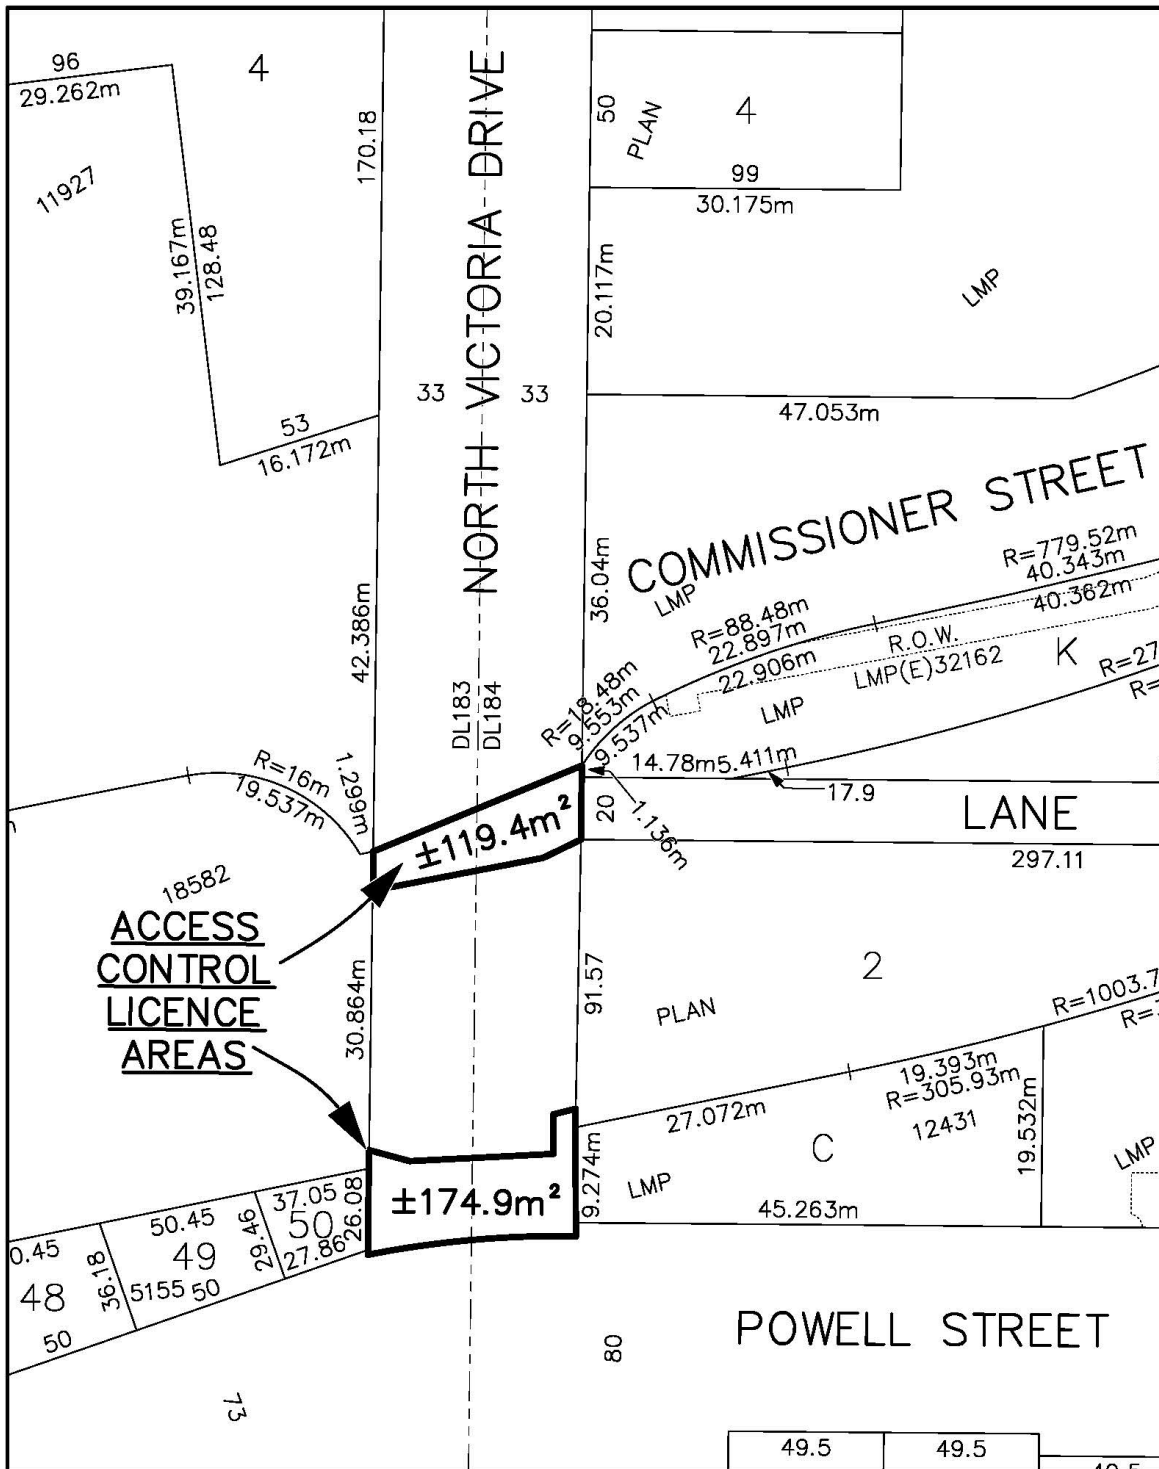 96
29.262m
4
11927
39.167m
128.48
53
16.172m
170.18
NORTH VICTORIA DRIVE
33
33
50
PLAN
4
99
30.175m
20.117m
LMP
47.053m
COMMISSIONER STREET
LMP
36.04m
42.386m
R=779.52m
40.343m
40.362m
R=88.48m
22.897m
22.906m
R.O.W.
LMP(E)32162
K
R=27
R=
LMP
R=18.48m
9.553m
9.537m
DL183
DL184
14.78m
5.411m
17.9
R=16m
19.537m
1.299m
±119.4m²
20
1.136m
LANE
297.11
18582
ACCESS
CONTROL
LICENCE
AREAS
30.864m
91.57
2
PLAN
R=1003.7
19.393m
R=305.93m
27.072m
12431
19.532m
C
LMP
LMP
9.274m
45.263m
±174.9m²
37.05
50
26.08
27.86
50.45
49
29.46
5155
50
0.45
48
36.18
50
POWELL STREET
80
73
49.5
49.5